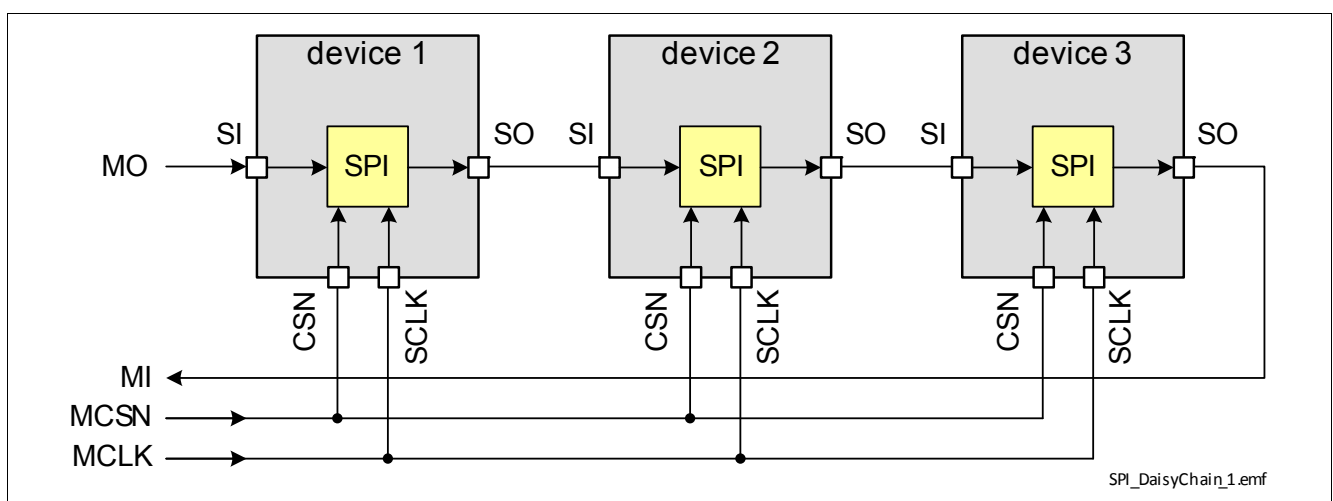 device 1
device 2
device 3
SI
SO
SI
SO
SI
SO
MO
SPI
SPI
SPI
CSN
SCLK
CSN
SCLK
CSN
SCLK
MI
MCSN
MCLK
SPI_DaisyChain_1.emf